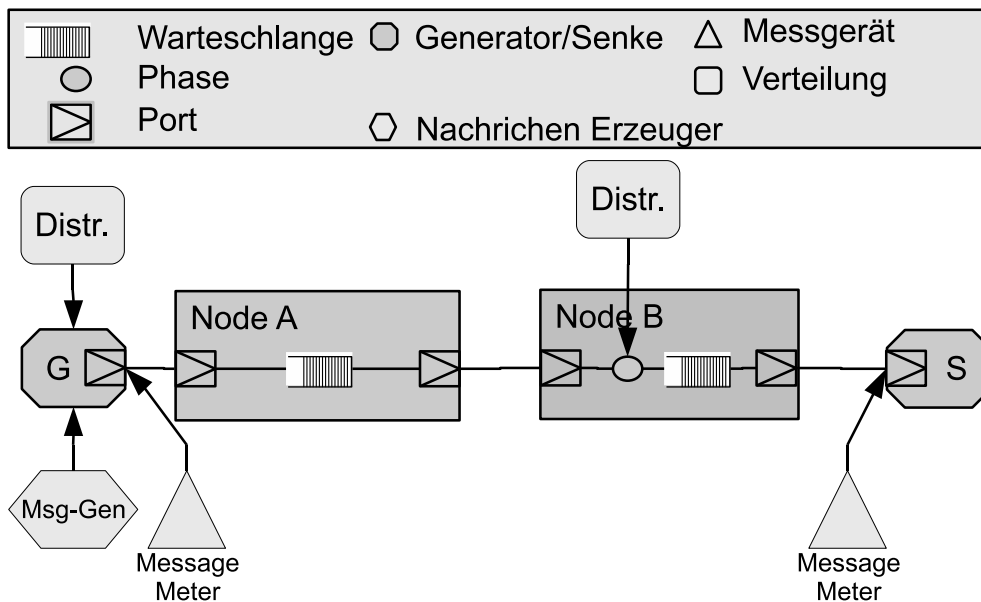 Warteschlange
Generator/Senke
Messgerät
Phase
Verteilung
Port
Nachrichen Erzeuger
Distr.
Distr.
Node A
Node B
G
S
Msg-Gen
Message
Meter
Message
Meter